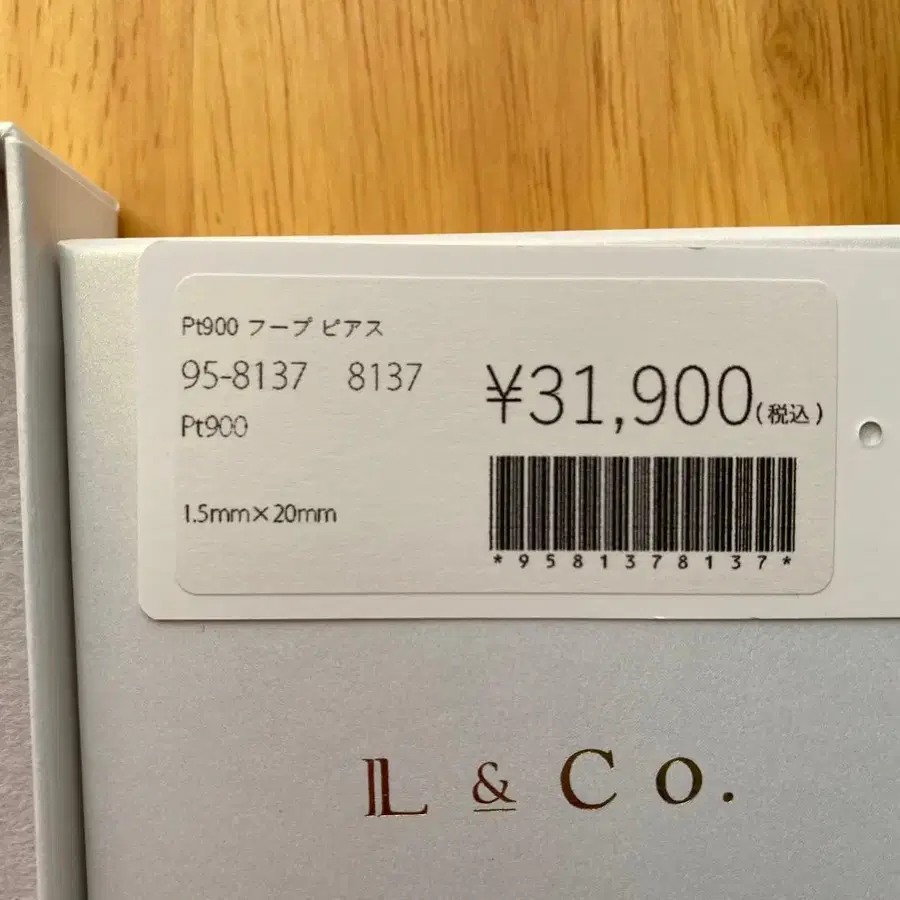 Pt900 フープ ピアス
95-8137 8137
Pt900
¥31,900(税込)
1.5mm×20mm
*9581378137*
L & Co.